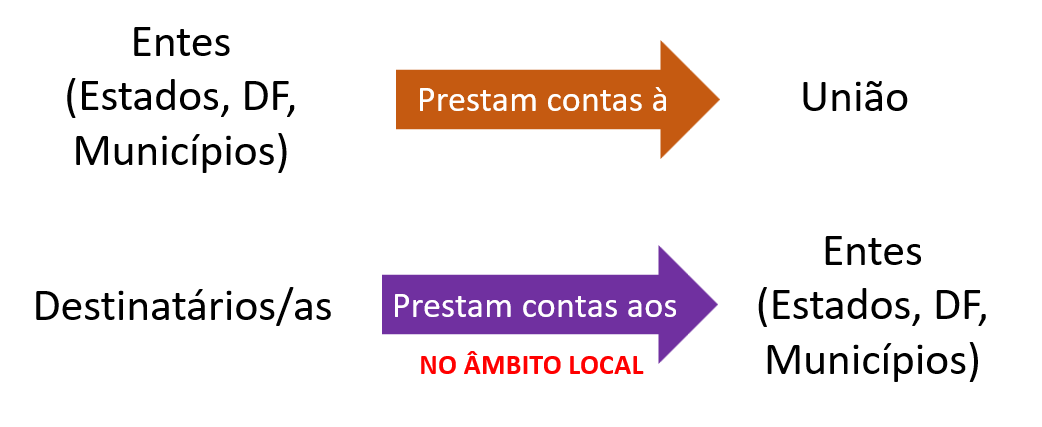 Entes
(Estados, DF,
Municípios)
Prestam contas à
União
Destinatários/as
Prestam contas aos
NO ÂMBITO LOCAL
Entes
(Estados, DF,
Municípios)